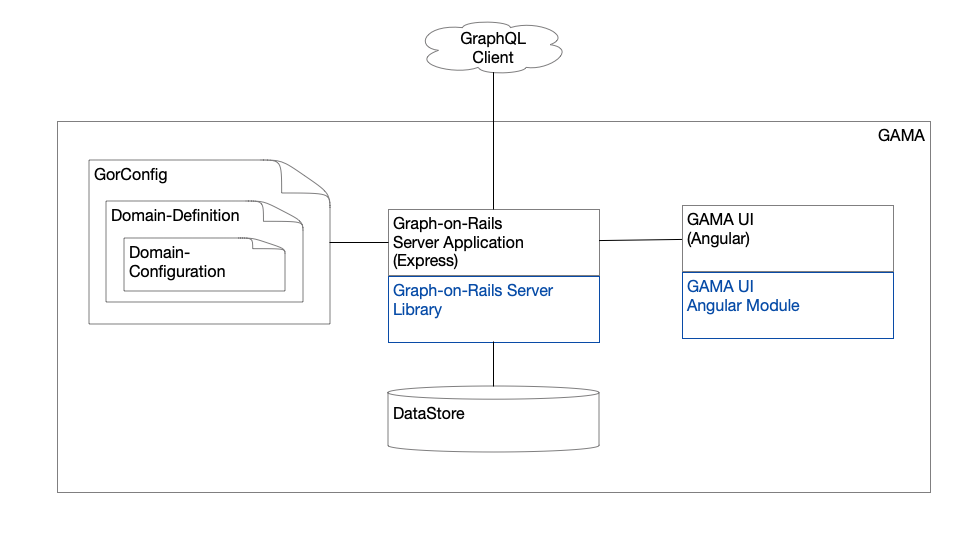 GraphQL
Client
GAMA
GorConfig
Domain-Definition
Domain-
Configuration
Graph-on-Rails
Server Application
(Express)
Graph-on-Rails Server
Library
GAMA UI
(Angular)
GAMA UI
Angular Module
DataStore